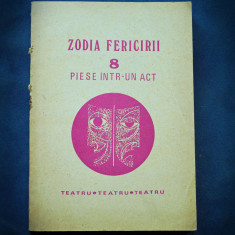 ZODIA FERICIRII
8
PIESE INTR-UN ACT
TEATRU*TEATRU*TEATRU